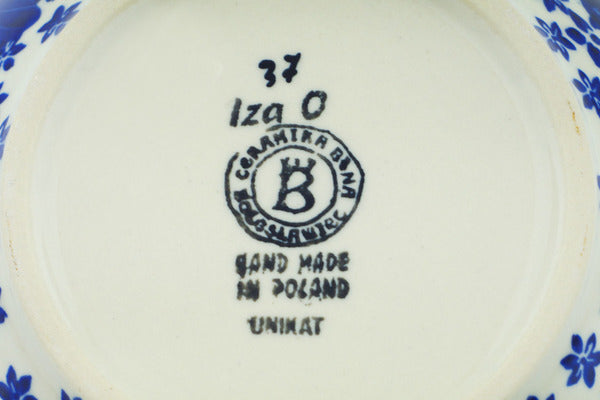 37
Iza O
CERAMIKA BONA
BOLESŁAWIEC
B
HAND MADE
IN POLAND
UNIKAT